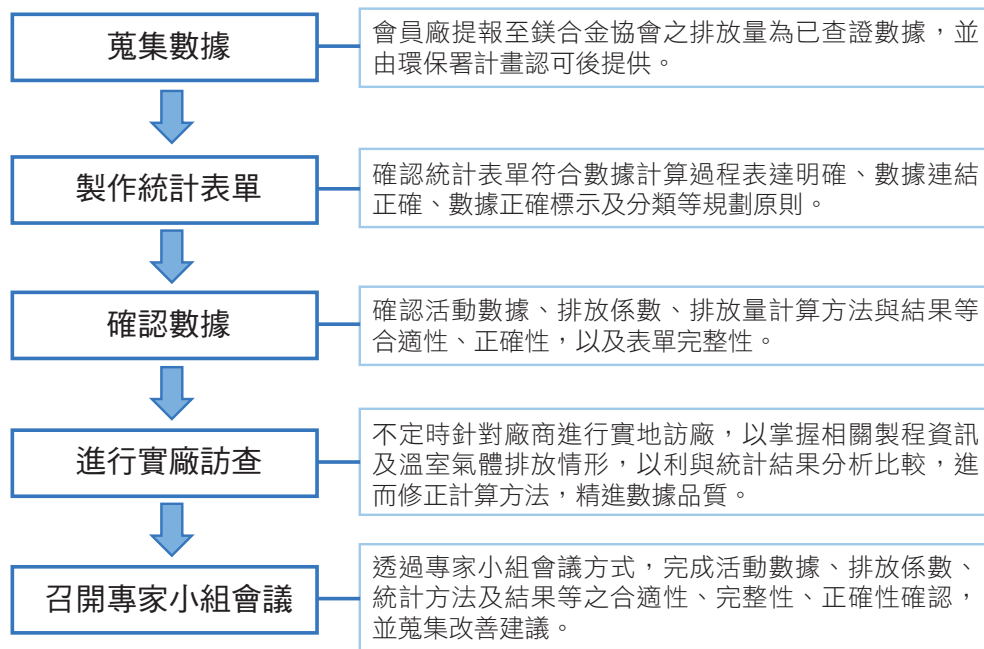 蒐集數據
會員廠提報至鎂合金協會之排放量為已查證數據，並
由環保署計畫認可後提供。
製作統計表單
確認統計表單符合數據計算過程表達明確、數據連結
正確、數據正確標示及分類等規劃原則。
確認數據
確認活動數據、排放係數、排放量計算方法與結果等
合適性、正確性，以及表單完整性。
進行實廠訪查
不定時針對廠商進行實地訪廠，以掌握相關製程資訊
及溫室氣體排放情形，以利與統計結果分析比較，進
而修正計算方法，精進數據品質。
召開專家小組會議
透過專家小組會議方式，完成活動數據、排放係數、
統計方法及結果等之合適性、完整性、正確性確認，
並蒐集改善建議。